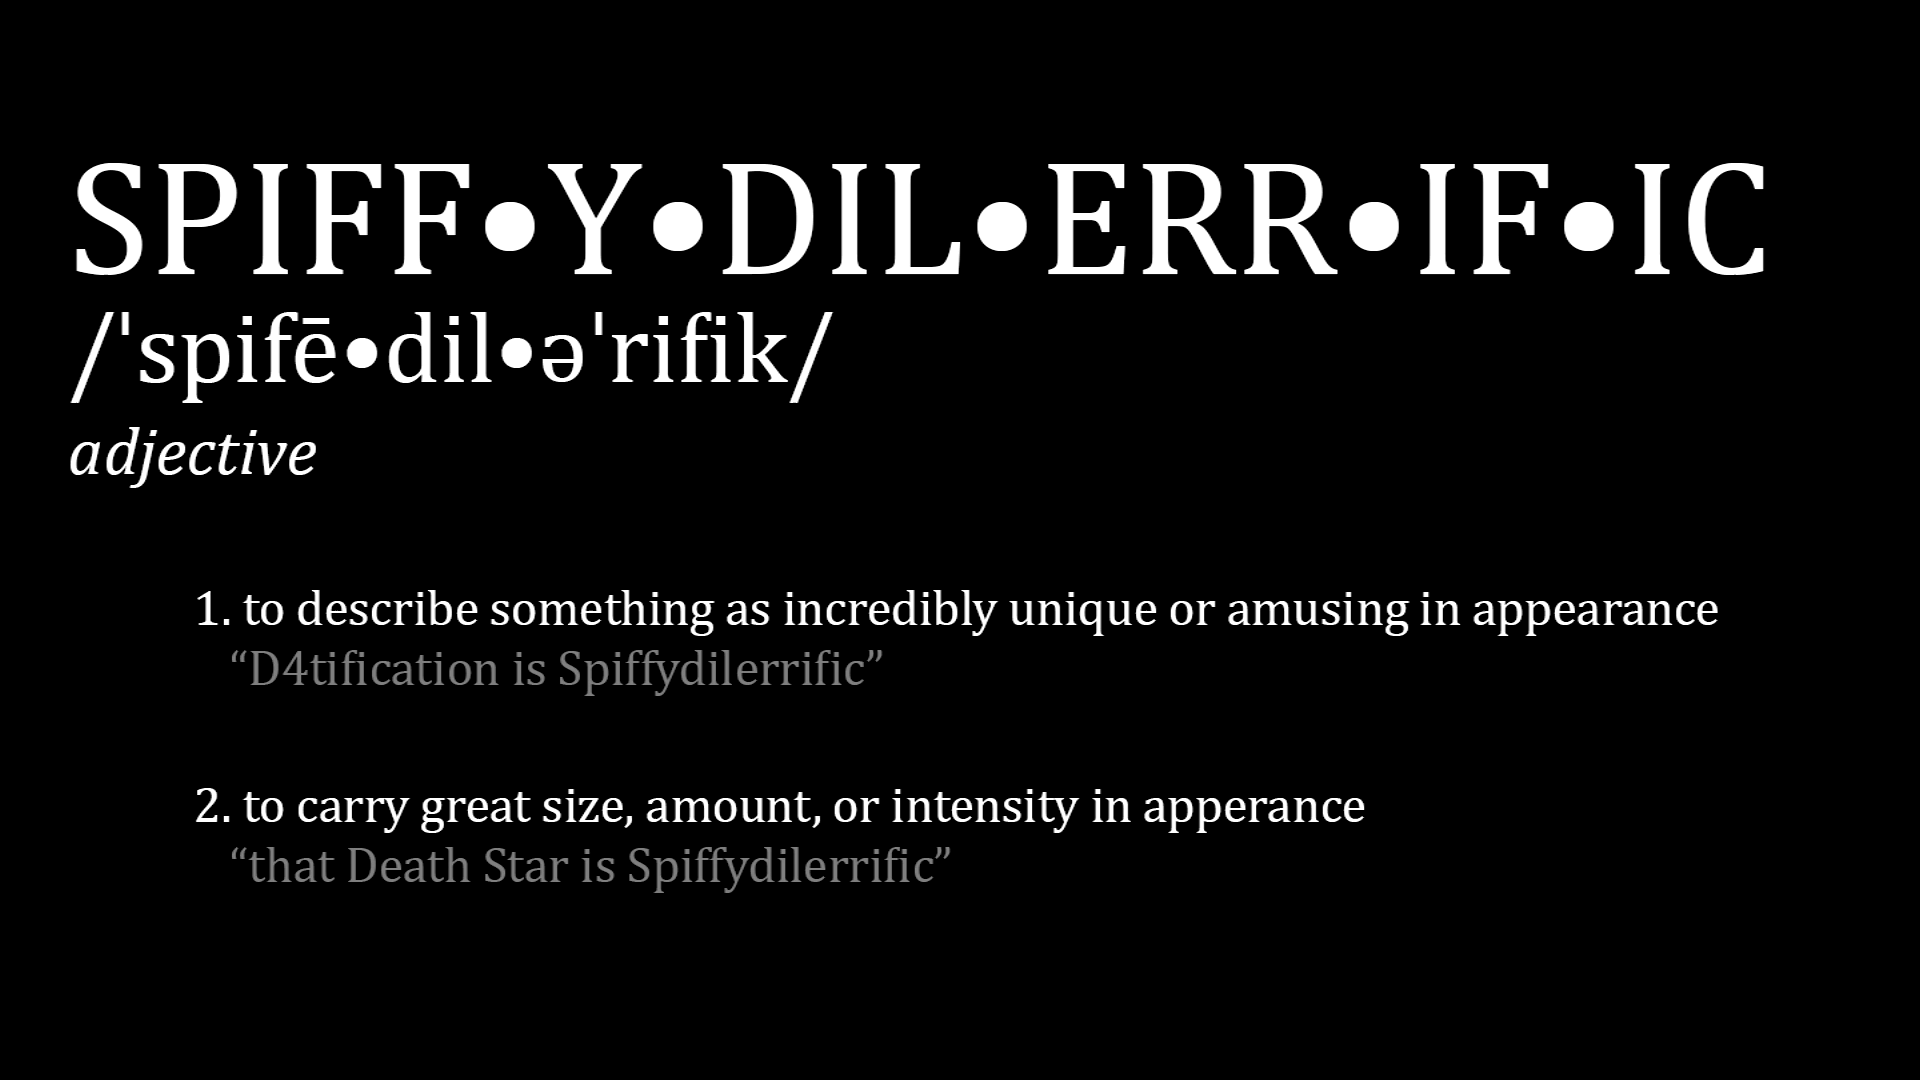 SPIFF•Y•DIL•ERR•IF•IC
/ˈspifē•dil•əˈrifik/
adjective
1. to describe something as incredibly unique or amusing in appearance
“D4tification is Spiffydilerrific”
2. to carry great size, amount, or intensity in apperance
“that Death Star is Spiffydilerrific”